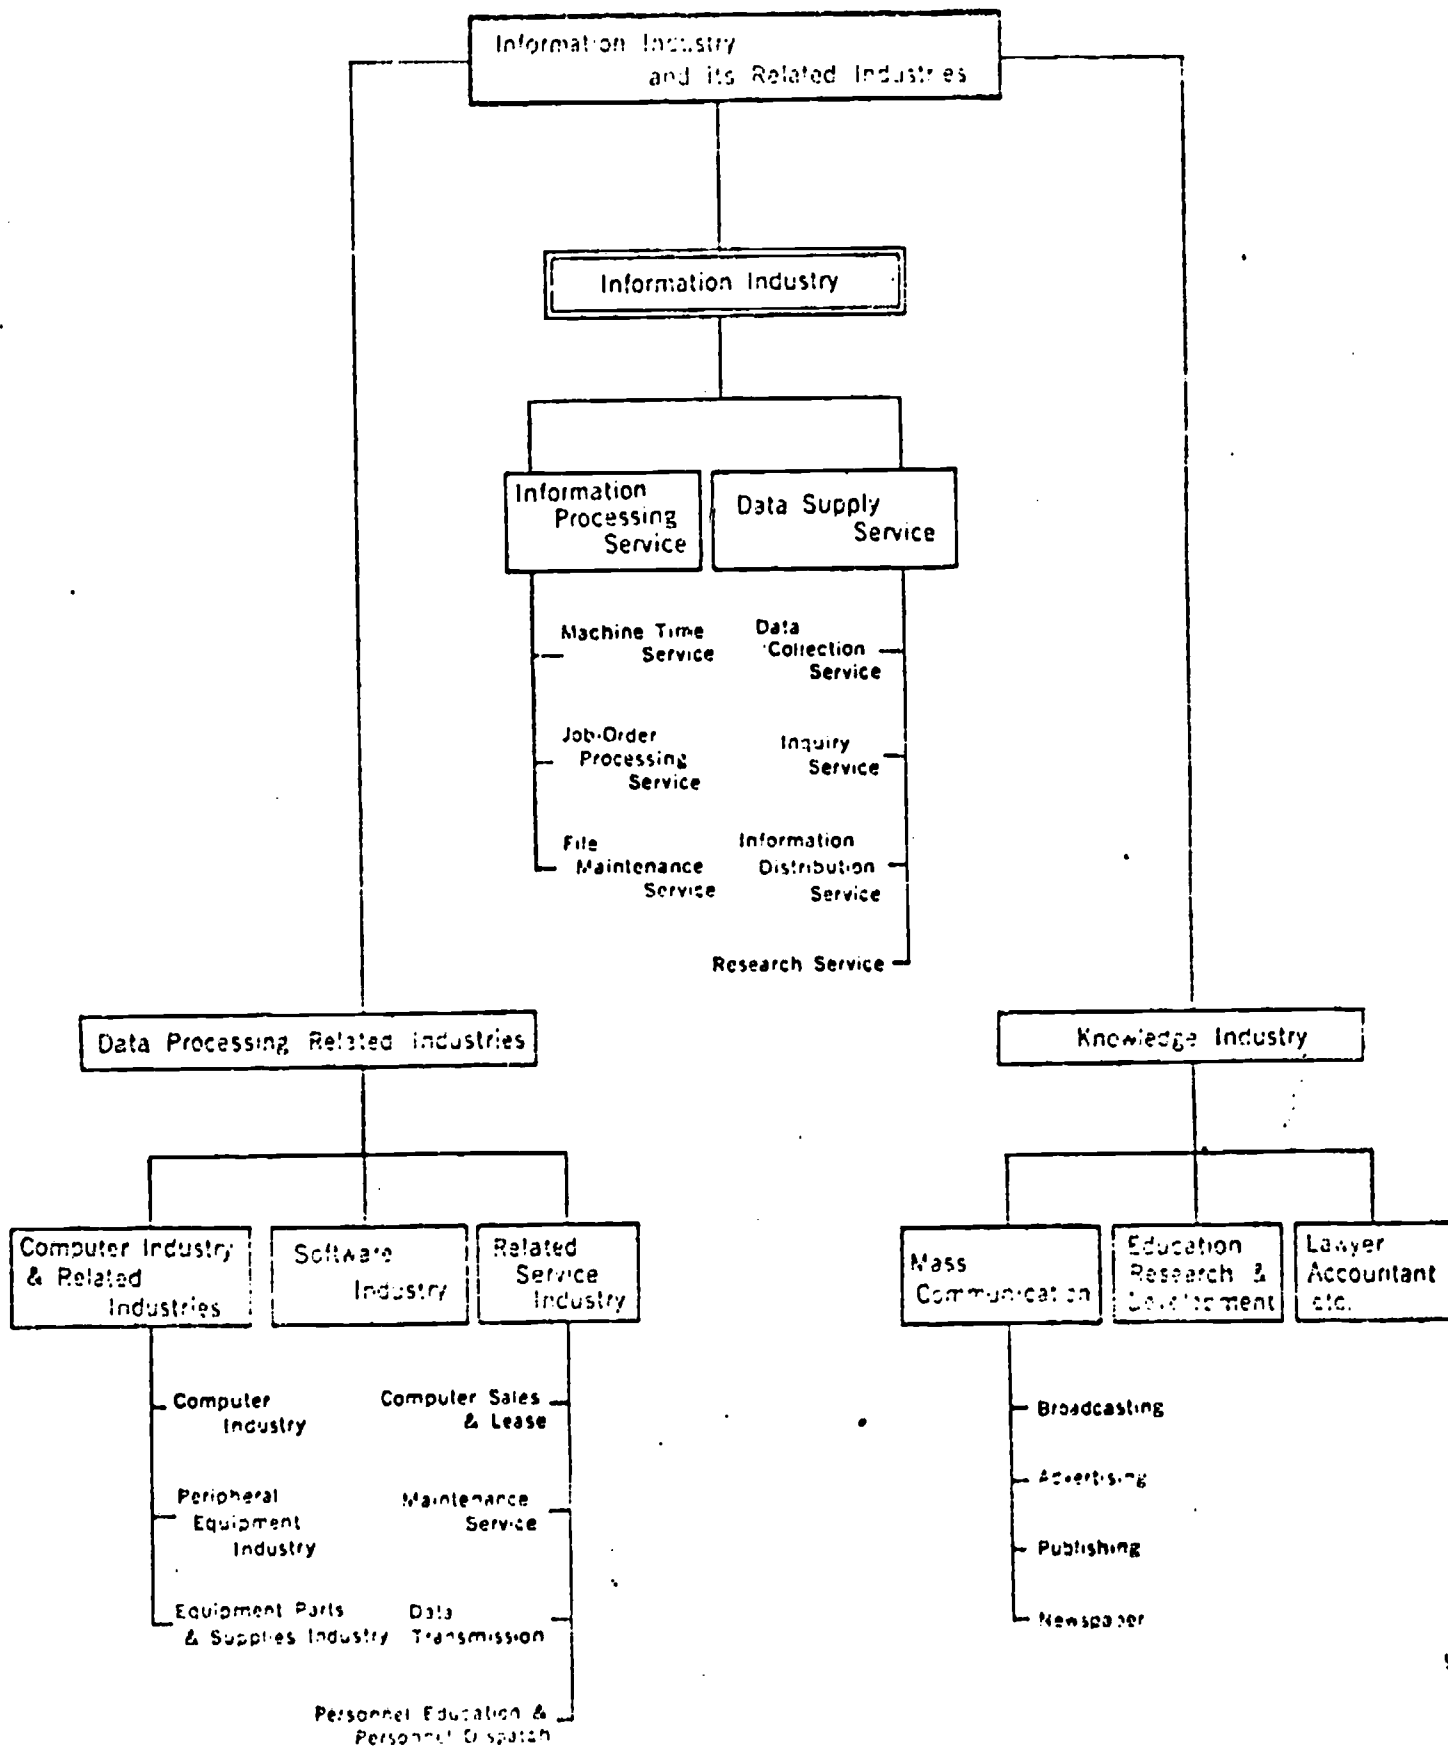 Information Industry
and its Related Industries
Information Industry
Information
Processing
Service
Data Supply
Service
Machine Time
Service
Job-Order
Processing
Service
File
Maintenance
Service
Data
Collection
Service
Inquiry
Service
Information
Distribution
Service
Research Service
Data Processing Related Industries
Computer Industry
& Related
Industries
Software
Industry
Related
Service
Industry
Computer
Industry
Peripheral
Equipment
Industry
Equipment Parts
& Supplies Industry
Computer Sales
& Lease
Maintenance
Service
Data
Transmission
Personnel Education &
Personnel Dispatch
Knowledge Industry
Mass
Communication
Education
Research &
Development
Lawyer
Accountant
etc.
Broadcasting
Advertising
Publishing
Newspaper